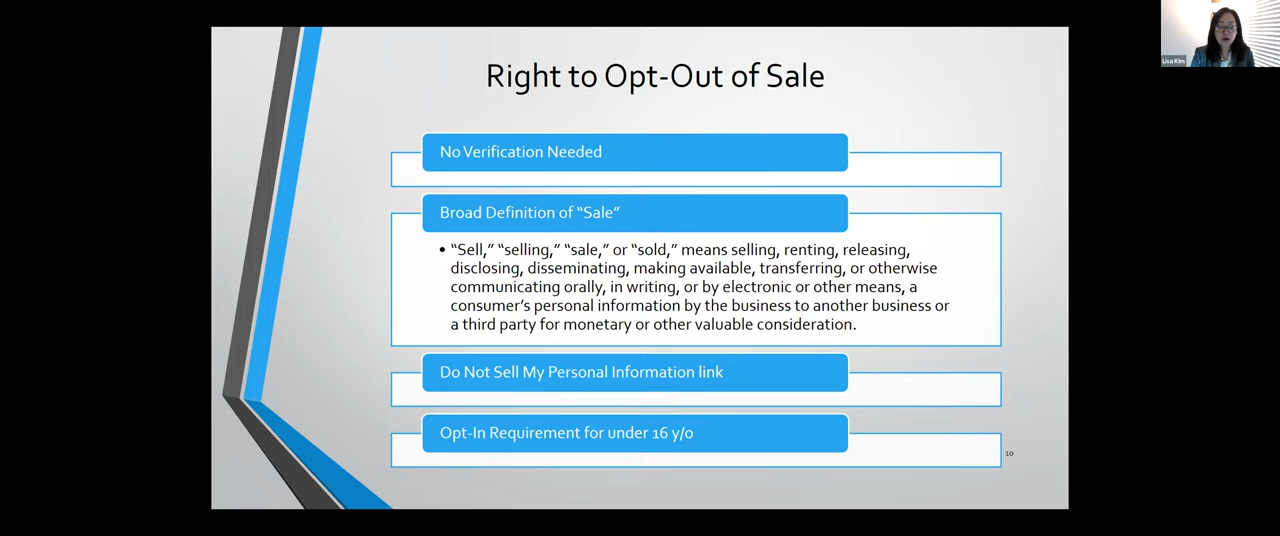 Right to Opt-Out of Sale
No Verification Needed
Broad Definition of “Sale”
• “Sell,” “selling,” “sale,” or “sold,” means selling, renting, releasing,
disclosing, disseminating, making available, transferring, or otherwise
communicating orally, in writing, or by electronic or other means, a
consumer’s personal information by the business to another business or
a third party for monetary or other valuable consideration.
Do Not Sell My Personal Information link
Opt-In Requirement for under 16 y/o
10
Lisa Kim